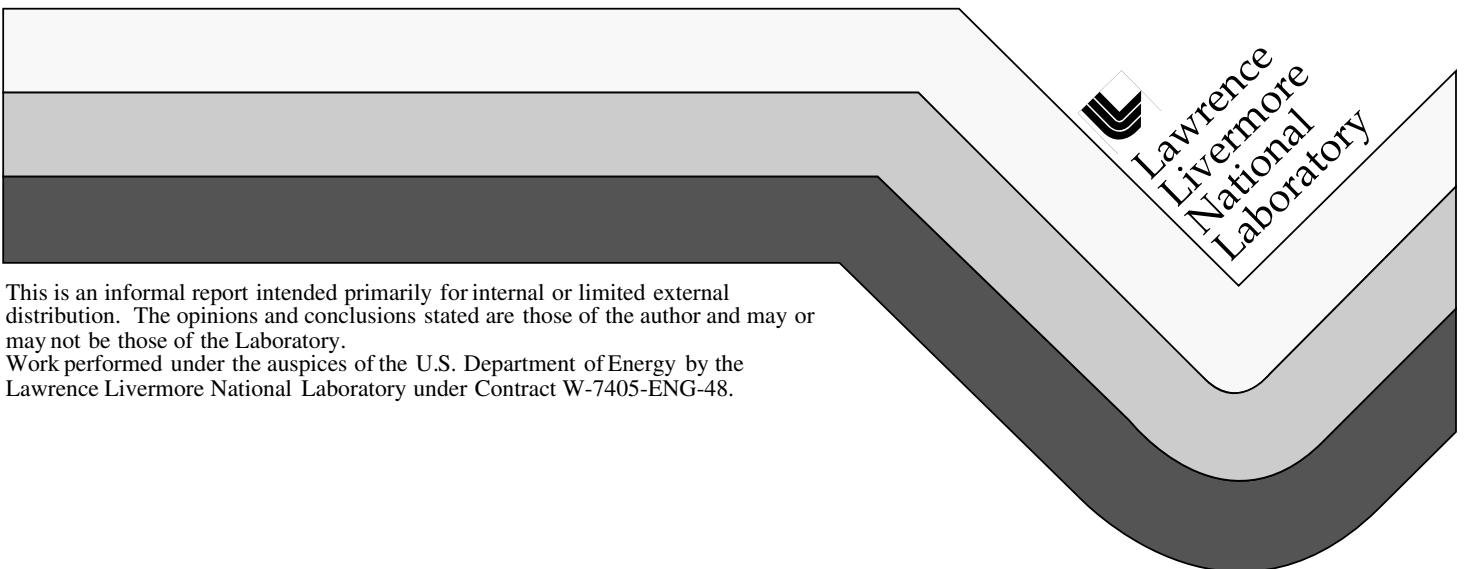 Lawrence
Livermore
National
Laboratory
This is an informal report intended primarily for internal or limited external
distribution.  The opinions and conclusions stated are those of the author and may or
may not be those of the Laboratory.
Work performed under the auspices of the U.S. Department of Energy by the
Lawrence Livermore National Laboratory under Contract W-7405-ENG-48.